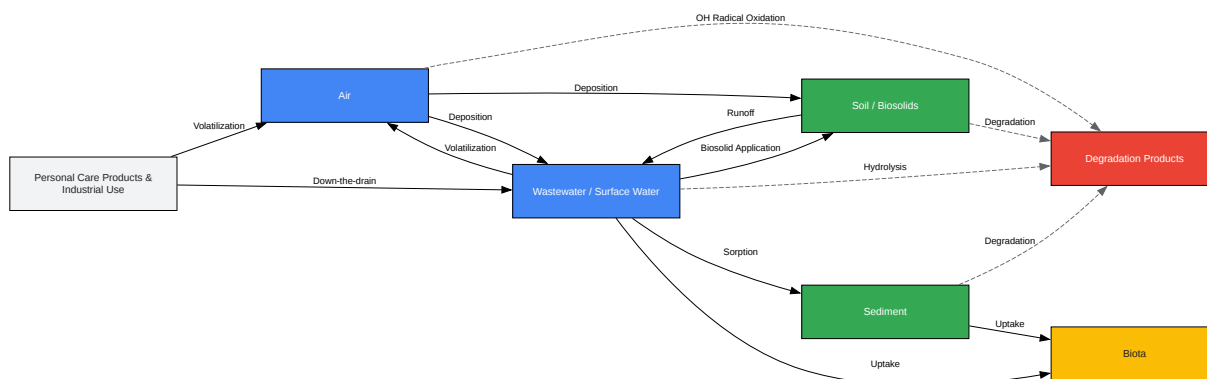 OH Radical Oxidation
Air
Deposition
Soil / Biosolids
Deposition
Runoff
Volatilization
Degradation
Volatilization
Biosolid Application
Degradation Products
Personal Care Products &
Industrial Use
Down-the-drain
Wastewater / Surface Water
Hydrolysis
Sorption
Degradation
Sediment
Uptake
Biota
Uptake